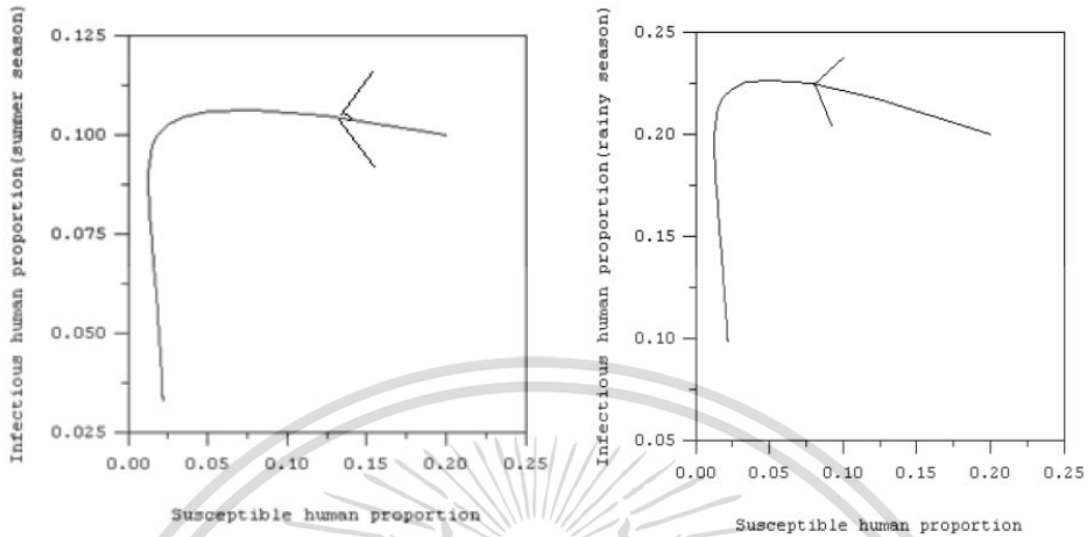 Infectious human proportion(summer season)
0.125
0.100
0.075
0.050
0.025
0.00 0.05 0.10 0.15 0.20 0.25
Susceptible human proportion
Infectious human proportion(rainy season)
0.25
0.20
0.15
0.10
0.05
0.00 0.05 0.10 0.15 0.20 0.25
Susceptible human proportion